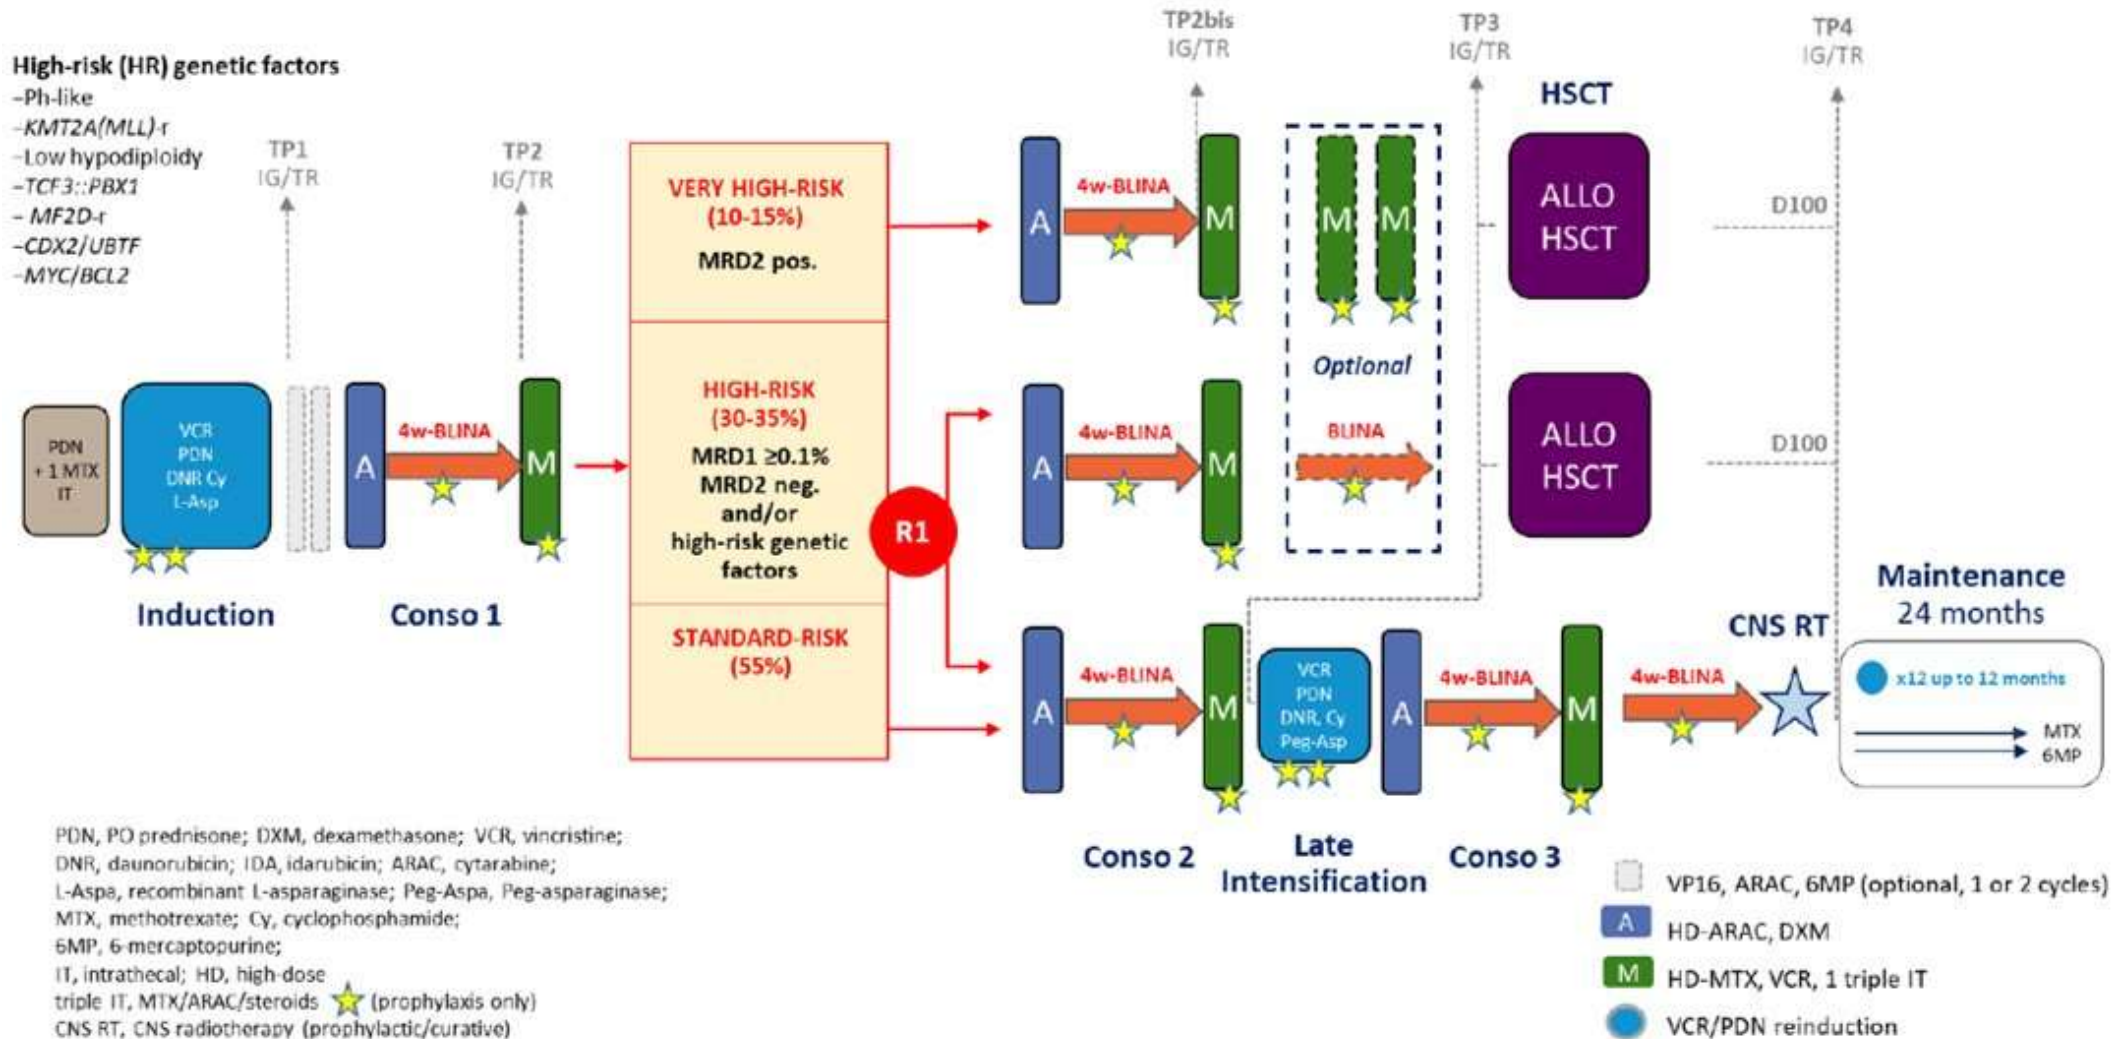 High-risk (HR) genetic factors
–Ph-like
–KMT2A(MLL)-r
–Low hypodiploidy
–TCF3::PBX1
– MF2D-r
–CDX2/UBTF
–MYC/BCL2
TP1
IG/TR
TP2
IG/TR
TP2bis
IG/TR
TP3
IG/TR
TP4
IG/TR
PDN
+ 1 MTX
IT
VCR
PDN
DNR Cy
L-Asp
Induction
A
4w-BLINA
M
Conso 1
VERY HIGH-RISK
(10-15%)
MRD2 pos.
HIGH-RISK
(30-35%)
MRD1 ≥0.1%
MRD2 neg.
and/or
high-risk genetic
factors
STANDARD-RISK
(55%)
R1
A
4w-BLINA
M
M
M
Optional
HSCT
ALLO
HSCT
D100
A
4w-BLINA
M
BLINA
ALLO
HSCT
D100
A
4w-BLINA
M
VCR
PDN
DNR, Cy
Peg-Asp
A
4w-BLINA
M
4w-BLINA
CNS RT
Maintenance
24 months
x12 up to 12 months
MTX
6MP
Conso 2
Late
Intensification
Conso 3
PDN, PO prednisone; DXM, dexamethasone; VCR, vincristine;
DNR, daunorubicin; IDA, idarubicin; ARAC, cytarabine;
L-Aspa, recombinant L-asparaginase; Peg-Aspa, Peg-asparaginase;
MTX, methotrexate; Cy, cyclophosphamide;
6MP, 6-mercaptopurine;
IT, intrathecal; HD, high-dose
triple IT, MTX/ARAC/steroids (prophylaxis only)
CNS RT, CNS radiotherapy (prophylactic/curative)
VP16, ARAC, 6MP (optional, 1 or 2 cycles)
A HD-ARAC, DXM
M HD-MTX, VCR, 1 triple IT
VCR/PDN reinduction